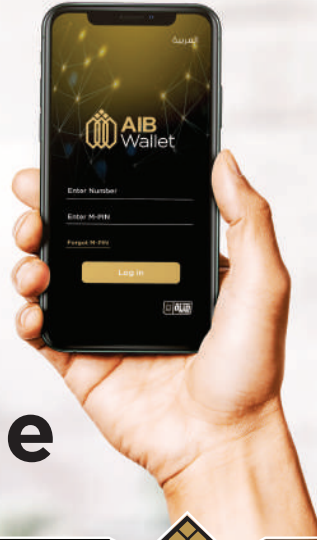 العربية
AIB
Wallet
Enter Number
Enter M-PIN
Forgot M-PIN
Log in
e